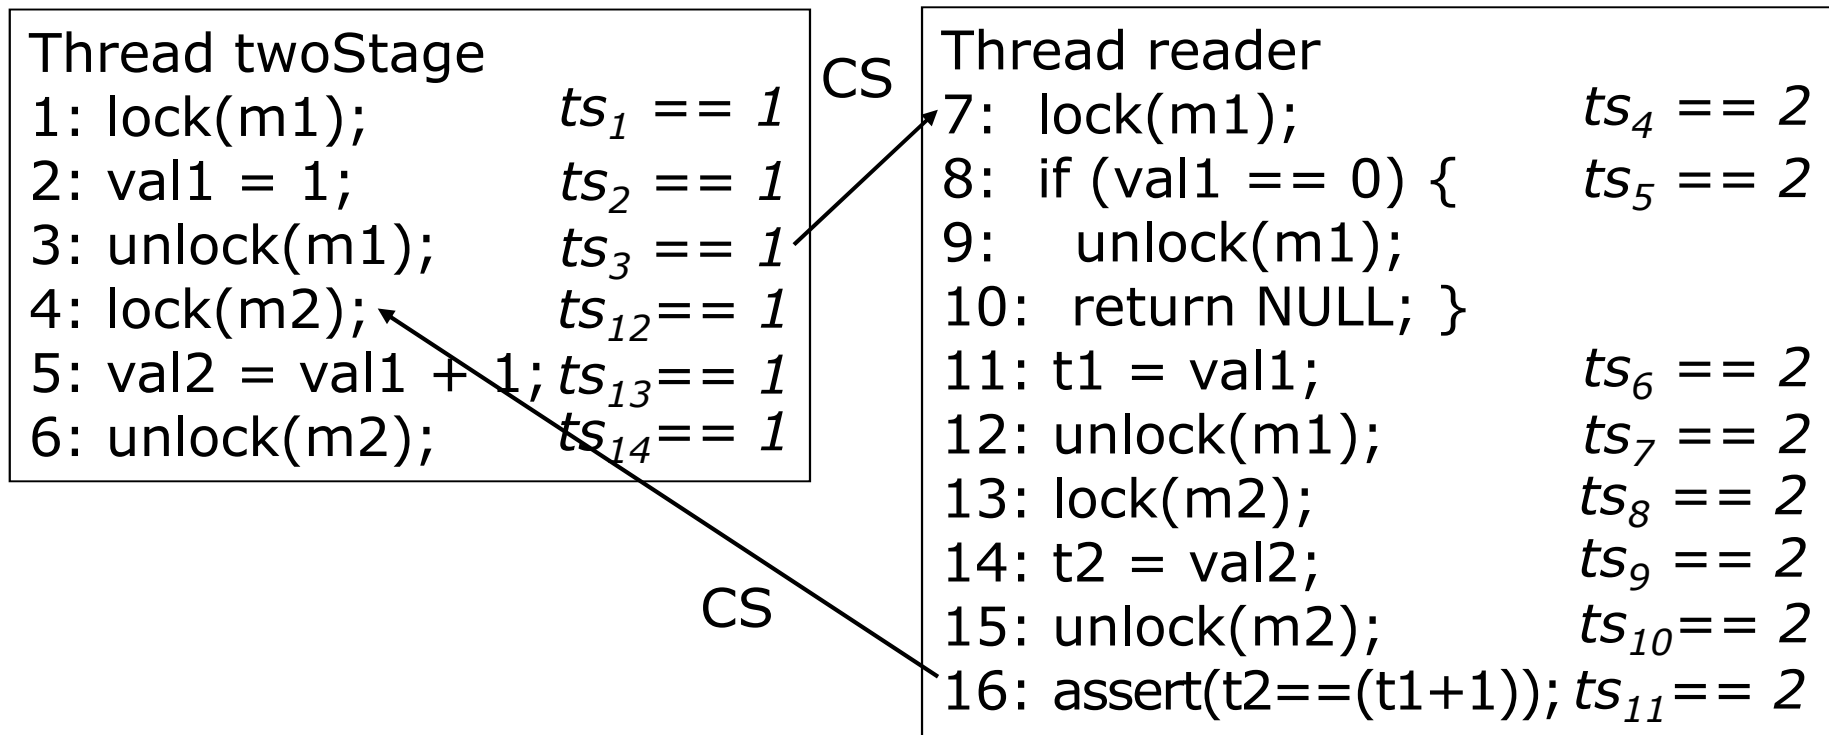 Thread twoStage
1: lock(m1); ts1 == 1
2: val1 = 1; ts2 == 1
3: unlock(m1); ts3 == 1
4: lock(m2); ts12== 1
5: val2 = val1 + 1; ts13== 1
6: unlock(m2); ts14== 1
CS
CS
Thread reader
7: lock(m1); ts4 == 2
8: if (val1 == 0) { ts5 == 2
9: unlock(m1);
10: return NULL; }
11: t1 = val1; ts6 == 2
12: unlock(m1); ts7 == 2
13: lock(m2); ts8 == 2
14: t2 = val2; ts9 == 2
15: unlock(m2); ts10== 2
16: assert(t2==(t1+1)); ts11== 2